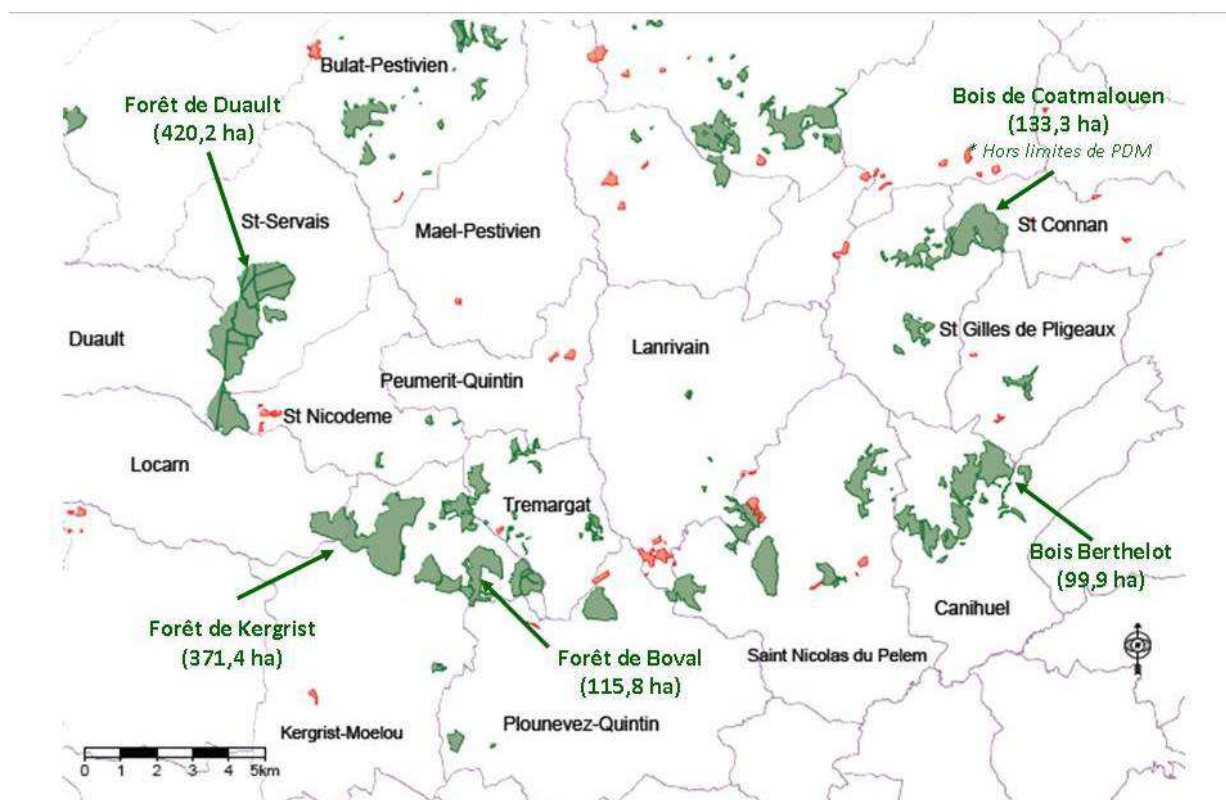 Bulat-Pestivien
Forêt de Duault
(420,2 ha)
Bois de Coatmalouen
(133,3 ha)
* Hors limites de PDM
St-Servais
Mael-Pestivien
St Connan
Duault
Lanrivain
St Gilles de Pligeaux
Peumerit-Quintin
St Nicodeme
Locarn
Tremargat
Bois Berthelot
(99,9 ha)
Canihuel
Forêt de Kergrist
(371,4 ha)
Forêt de Boval
(115,8 ha)
Saint Nicolas du Pelem
Kergrist-Moelou
Plounevez-Quintin
0 1 2 3 4 5km